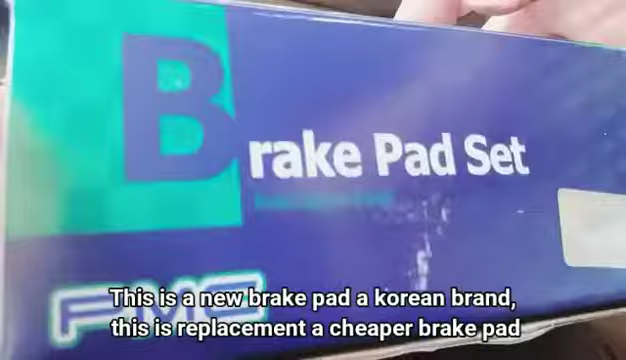 Brake Pad Set
This is a new brake pad a korean brand,
this is replacement a cheaper brake pad